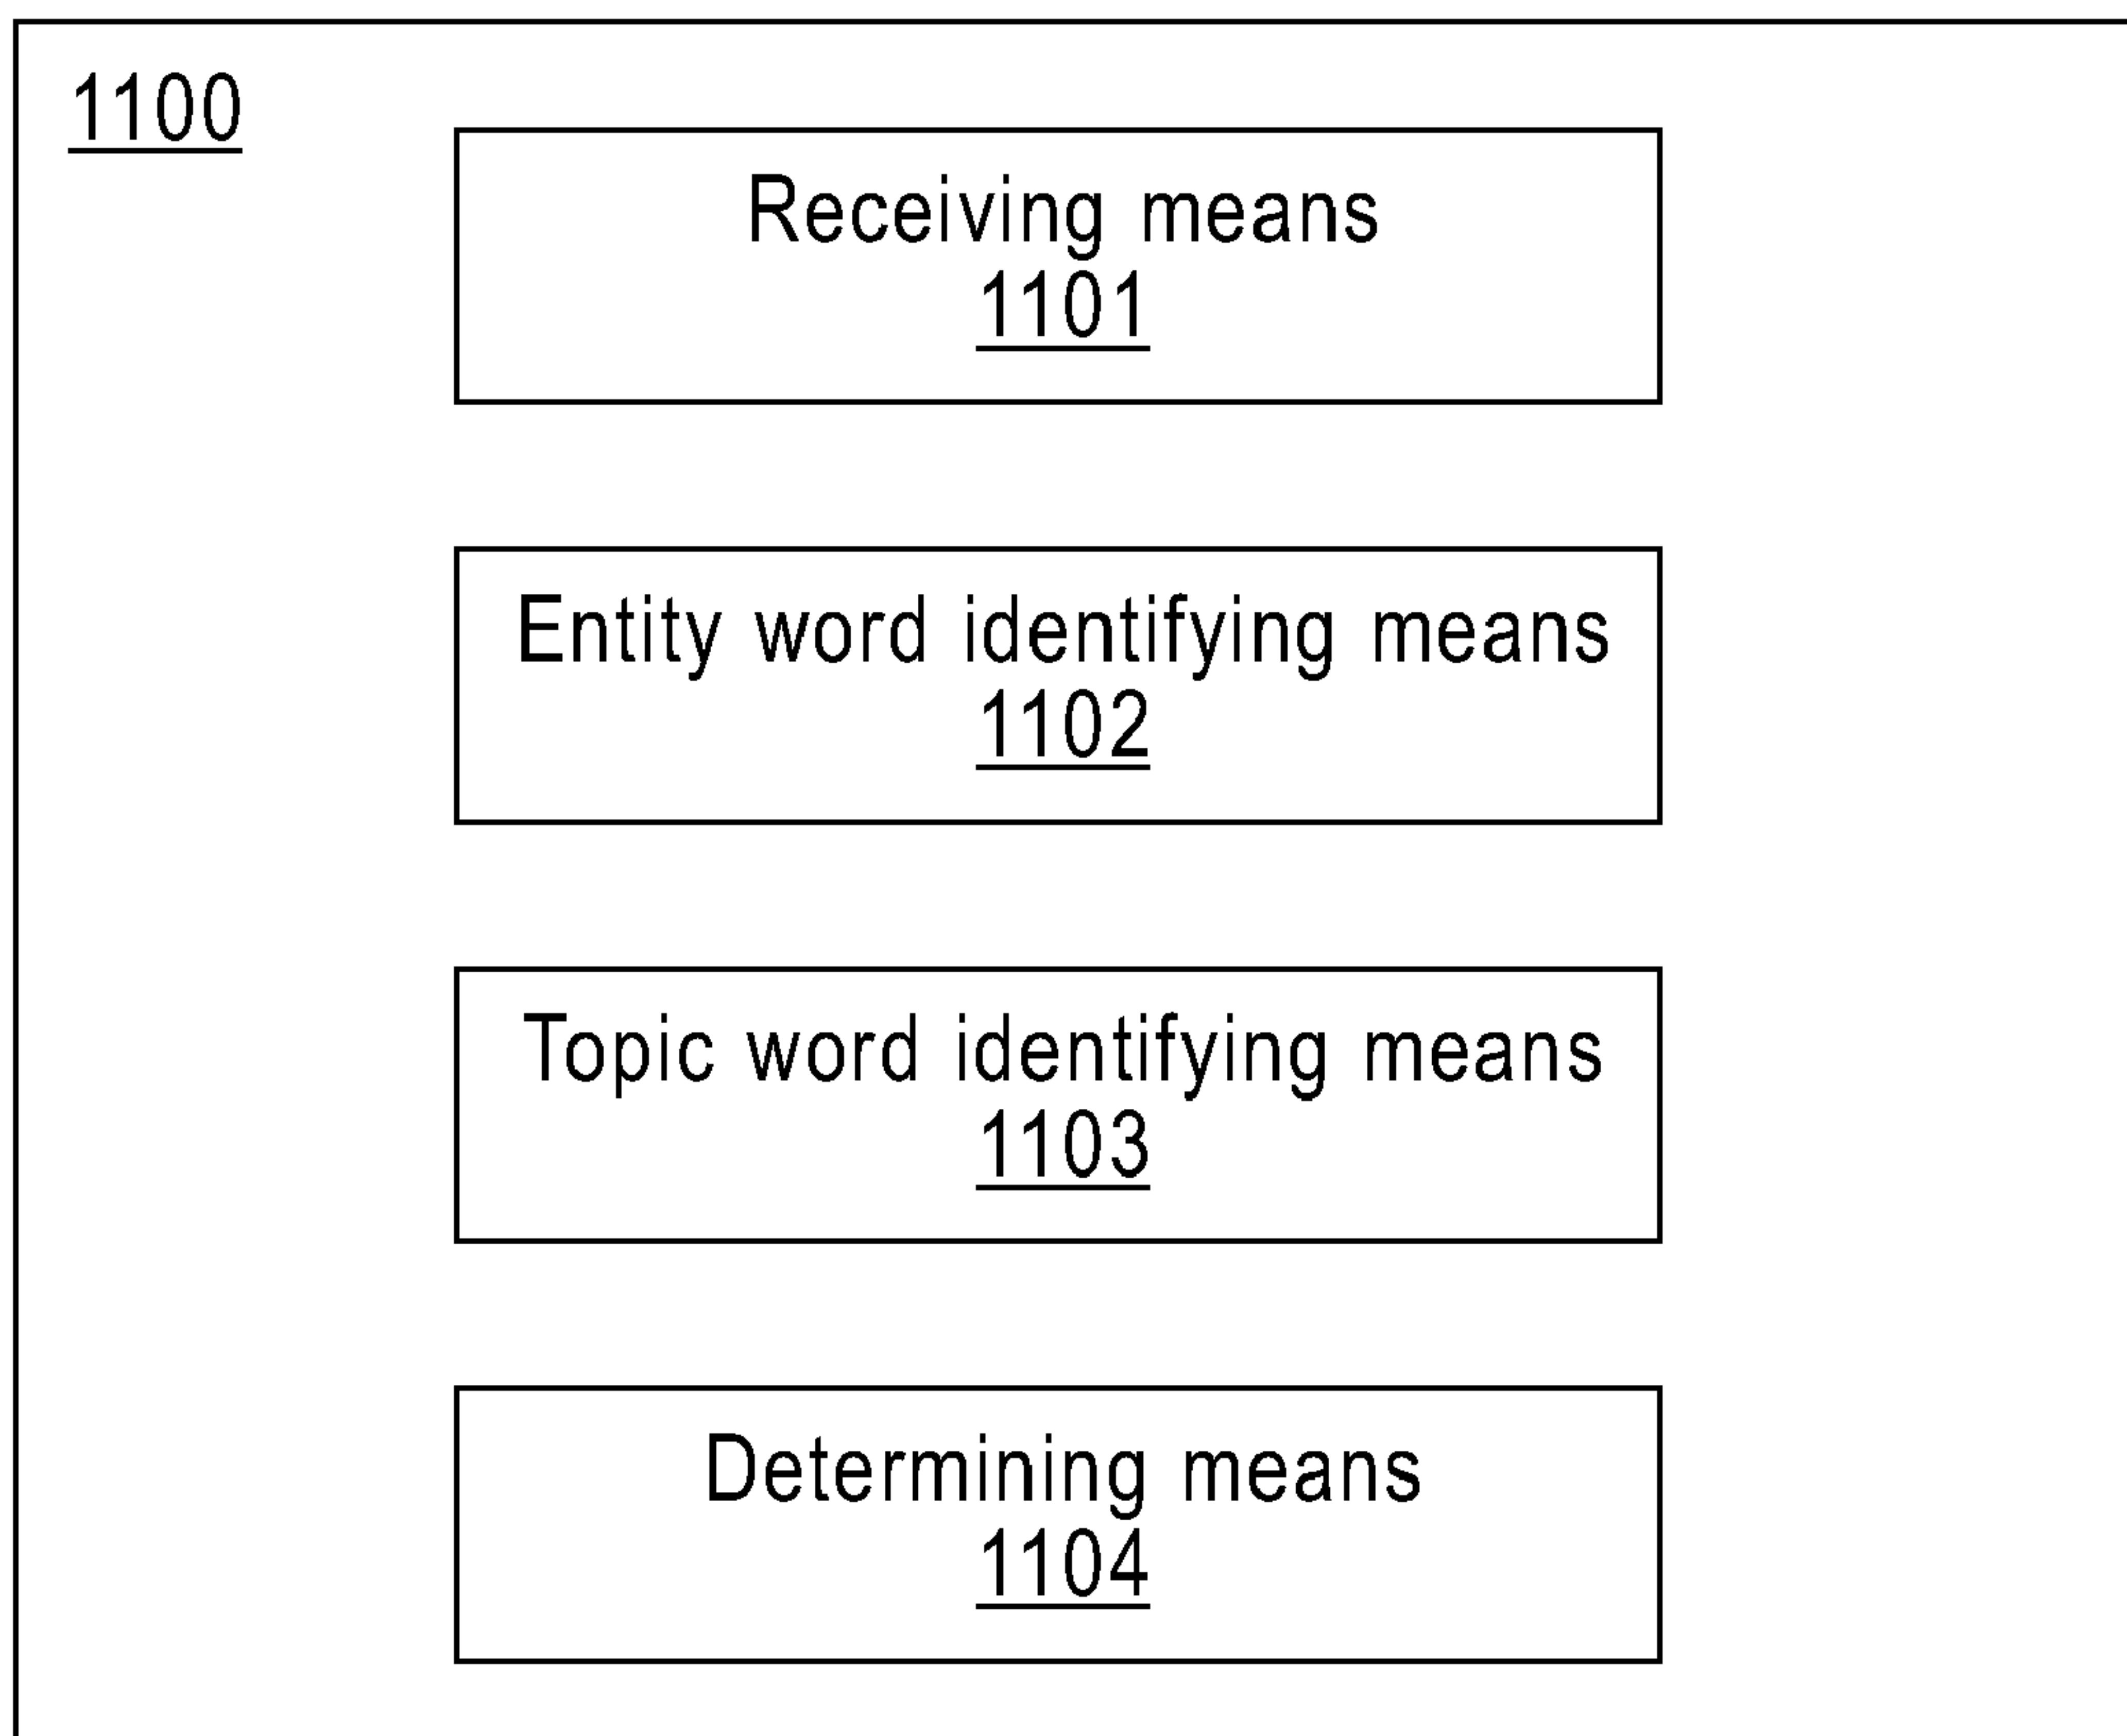 1100
Receiving means
1101
Entity word identifying means
1102
Topic word identifying means
1103
Determining means
1104